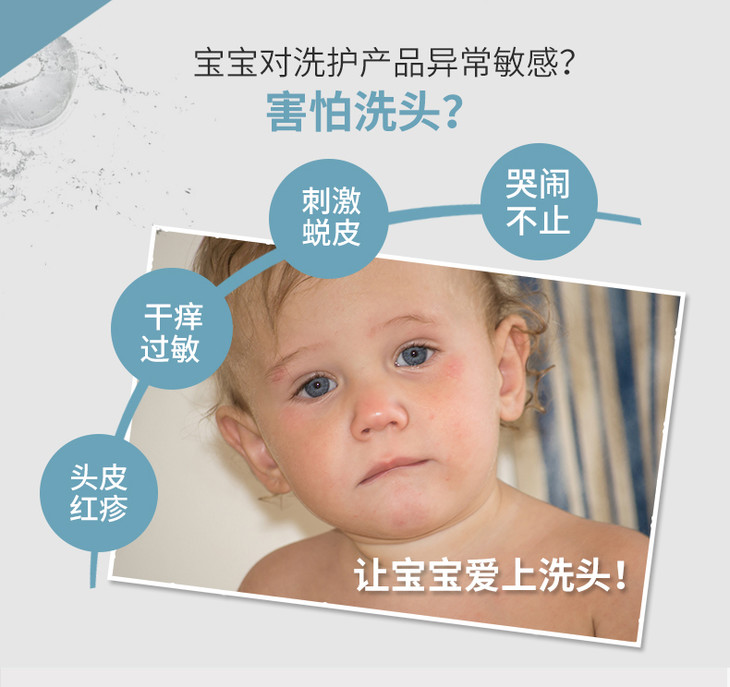 宝宝对洗护产品异常敏感?
害怕洗头?
哭闹
不止
刺激
蜕皮
干痒
过敏
头皮
红疹
让宝宝爱上洗头!